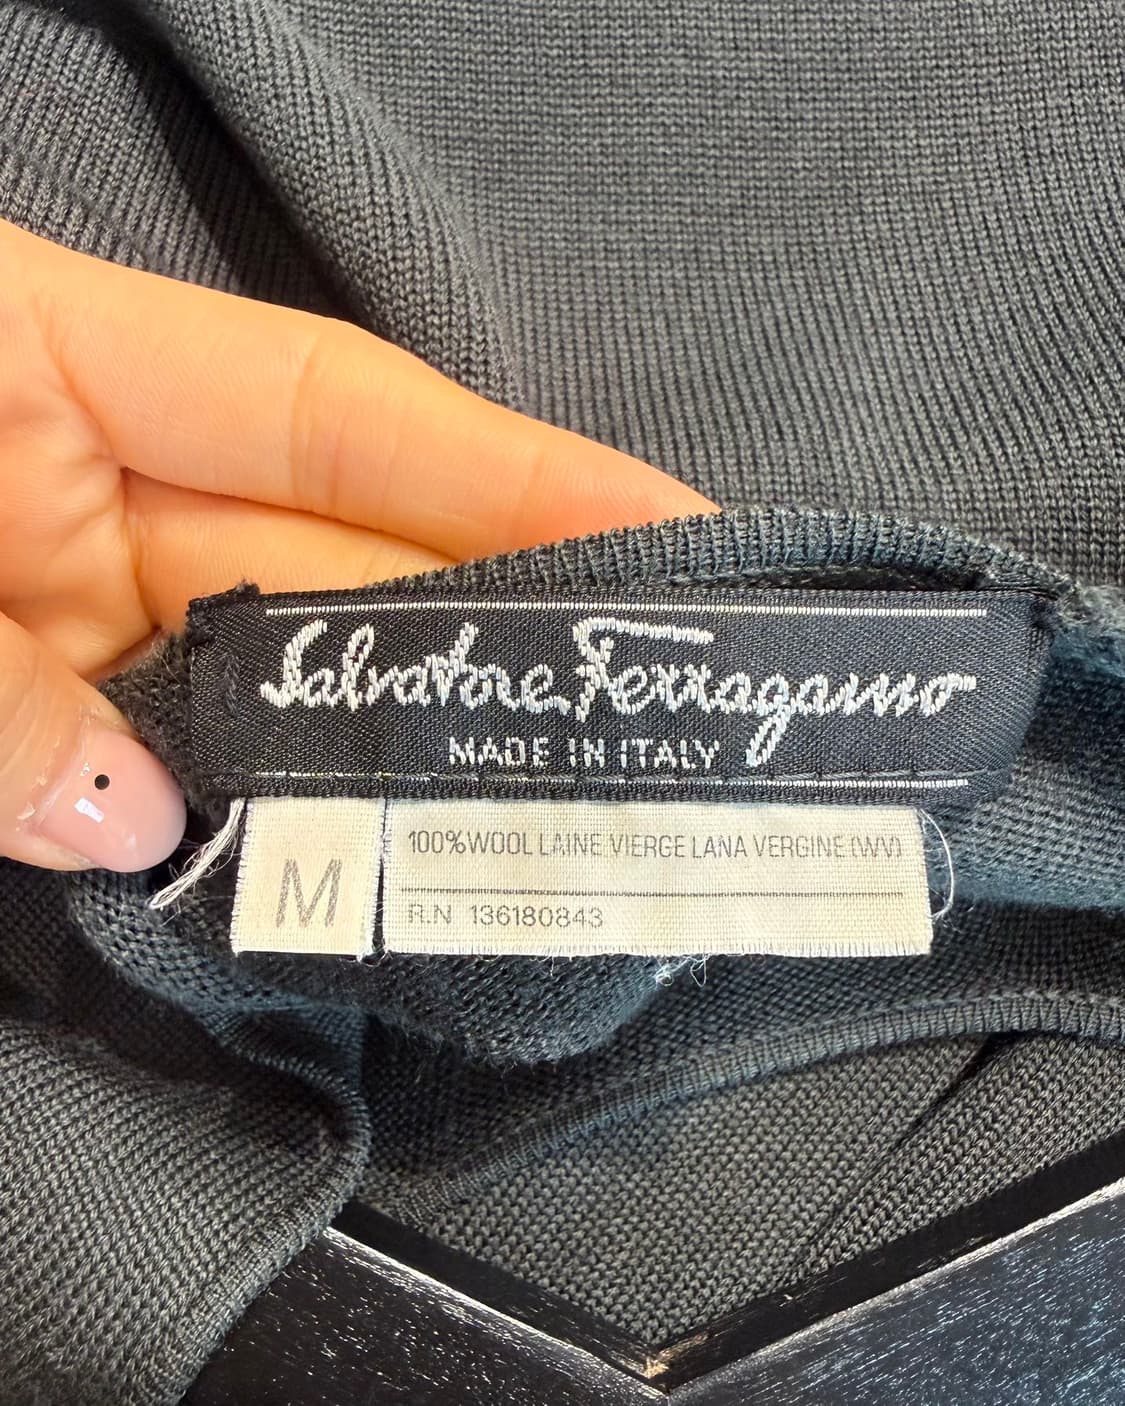 Salvatore Ferragamo
MADE IN ITALY
M
100%WOOL LAINE VIERGE LANA VERGINE (WV)
R.N 136180843